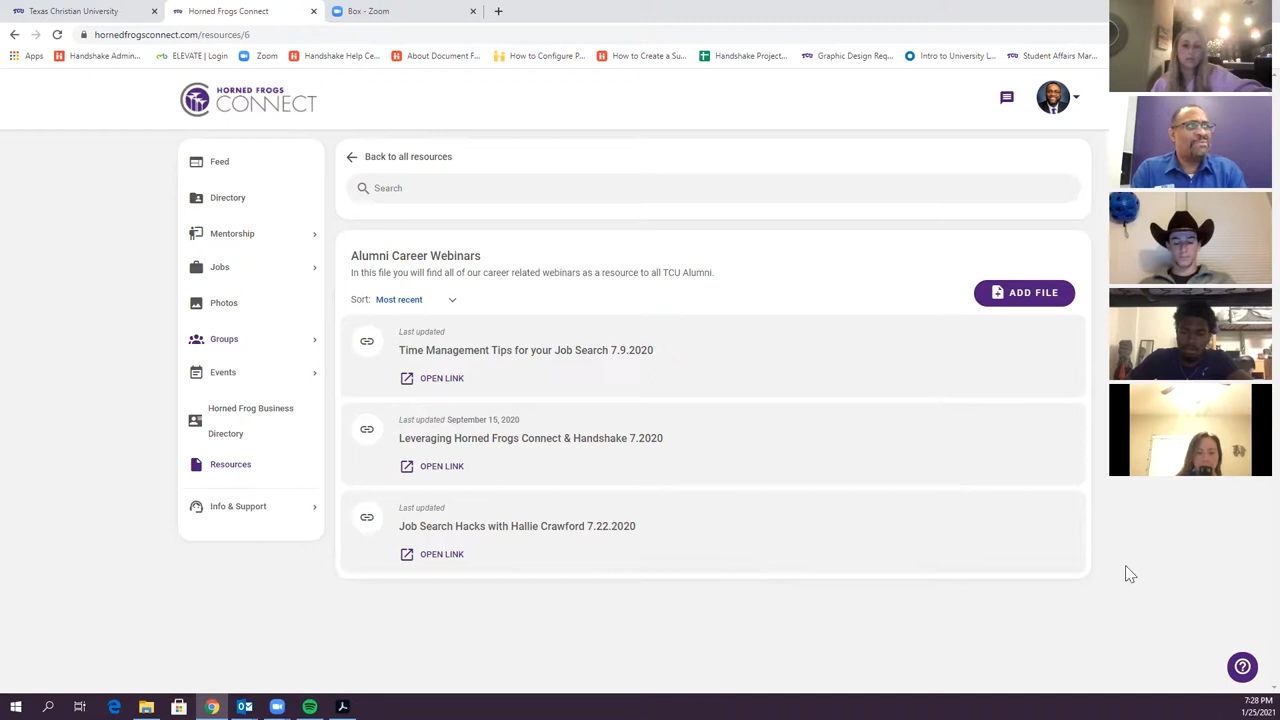 Texas Christian University
Horned Frogs Connect
Box - Zoom
hornedfrogsconnect.com/resources/6
Apps
Handshake Admin...
ELEVATE | Login
Zoom
Handshake Help Ce...
About Document F...
How to Configure P...
How to Create a Su...
Handshake Project...
Graphic Design Req...
Intro to University L...
Student Affairs Mar...
HORNED FROGS
CONNECT
Feed
Directory
Mentorship
Jobs
Photos
Groups
Events
Horned Frog Business
Directory
Resources
Info & Support
Back to all resources
Search
Alumni Career Webinars
In this file you will find all of our career related webinars as a resource to all TCU Alumni.
Sort: Most recent
ADD FILE
Last updated
Time Management Tips for your Job Search 7.9.2020
OPEN LINK
Last updated September 15, 2020
Leveraging Horned Frogs Connect & Handshake 7.2020
OPEN LINK
Last updated
Job Search Hacks with Hallie Crawford 7.22.2020
OPEN LINK
7:28 PM
1/25/2021